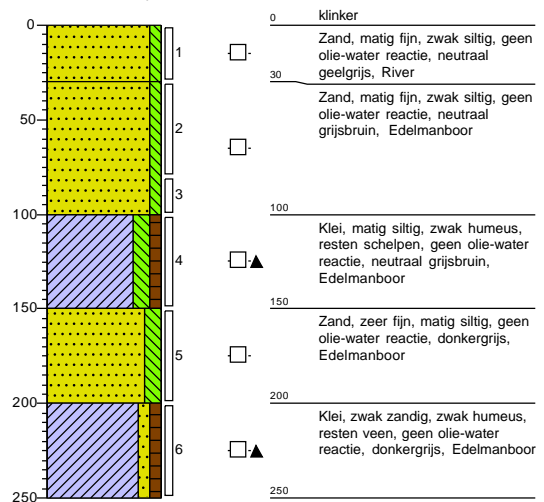 0
klinker
0
1
Zand, matig fijn, zwak siltig, geen
olie-water reactie, neutraal
geelgrijs, River
30
Zand, matig fijn, zwak siltig, geen
olie-water reactie, neutraal
grijsbruin, Edelmanboor
50
2
3
100
100
Klei, matig siltig, zwak humeus,
resten schelpen, geen olie-water
reactie, neutraal grijsbruin,
Edelmanboor
4
150
150
Zand, zeer fijn, matig siltig, geen
olie-water reactie, donkergrijs,
Edelmanboor
5
200
200
Klei, zwak zandig, zwak humeus,
resten veen, geen olie-water
reactie, donkergrijs, Edelmanboor
6
250
250